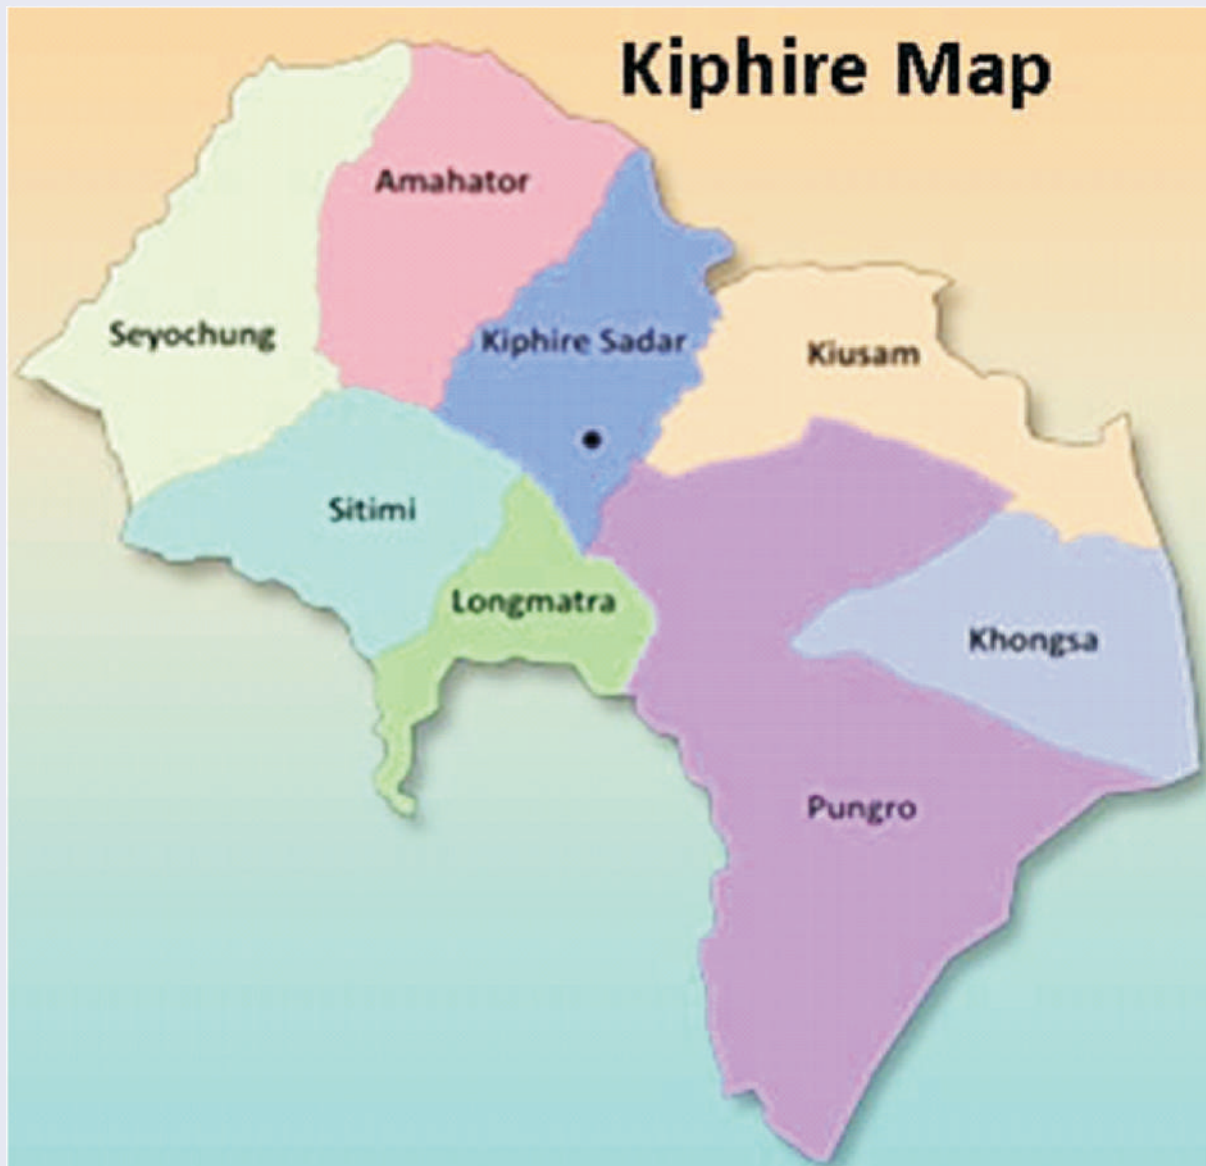 Kiphire Map
Amahator
Seyochung
Kiphire Sadar
Kiusam
Sitimi
Longmatra
Khongsa
Pungro